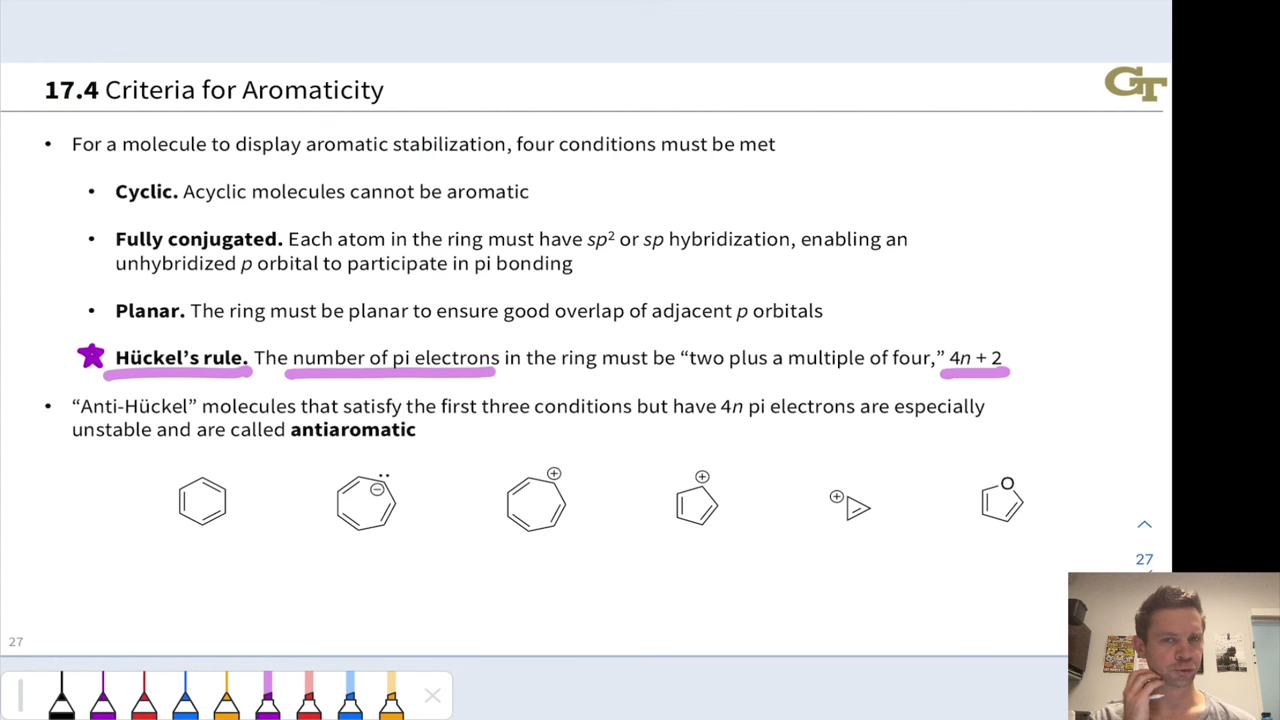 17.4 Criteria for Aromaticity
GT
• For a molecule to display aromatic stabilization, four conditions must be met
• Cyclic. Acyclic molecules cannot be aromatic
• Fully conjugated. Each atom in the ring must have sp² or sp hybridization, enabling an
unhybridized p orbital to participate in pi bonding
• Planar. The ring must be planar to ensure good overlap of adjacent p orbitals
Hückel’s rule. The number of pi electrons in the ring must be “two plus a multiple of four,” 4n + 2
• “Anti-Hückel” molecules that satisfy the first three conditions but have 4n pi electrons are especially
unstable and are called antiaromatic
O
27
27